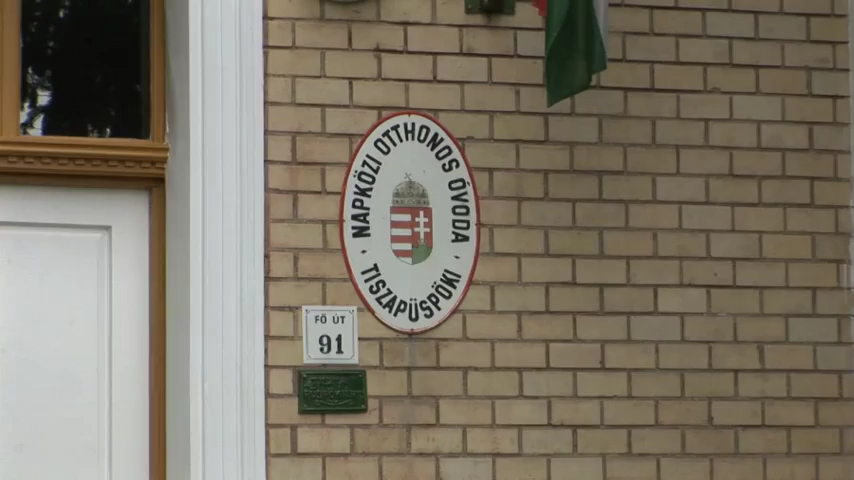 NAPKÖZI OTTHONOS ÓVODA
TISZAPÜSPÖKI
FŐ ÚT
91